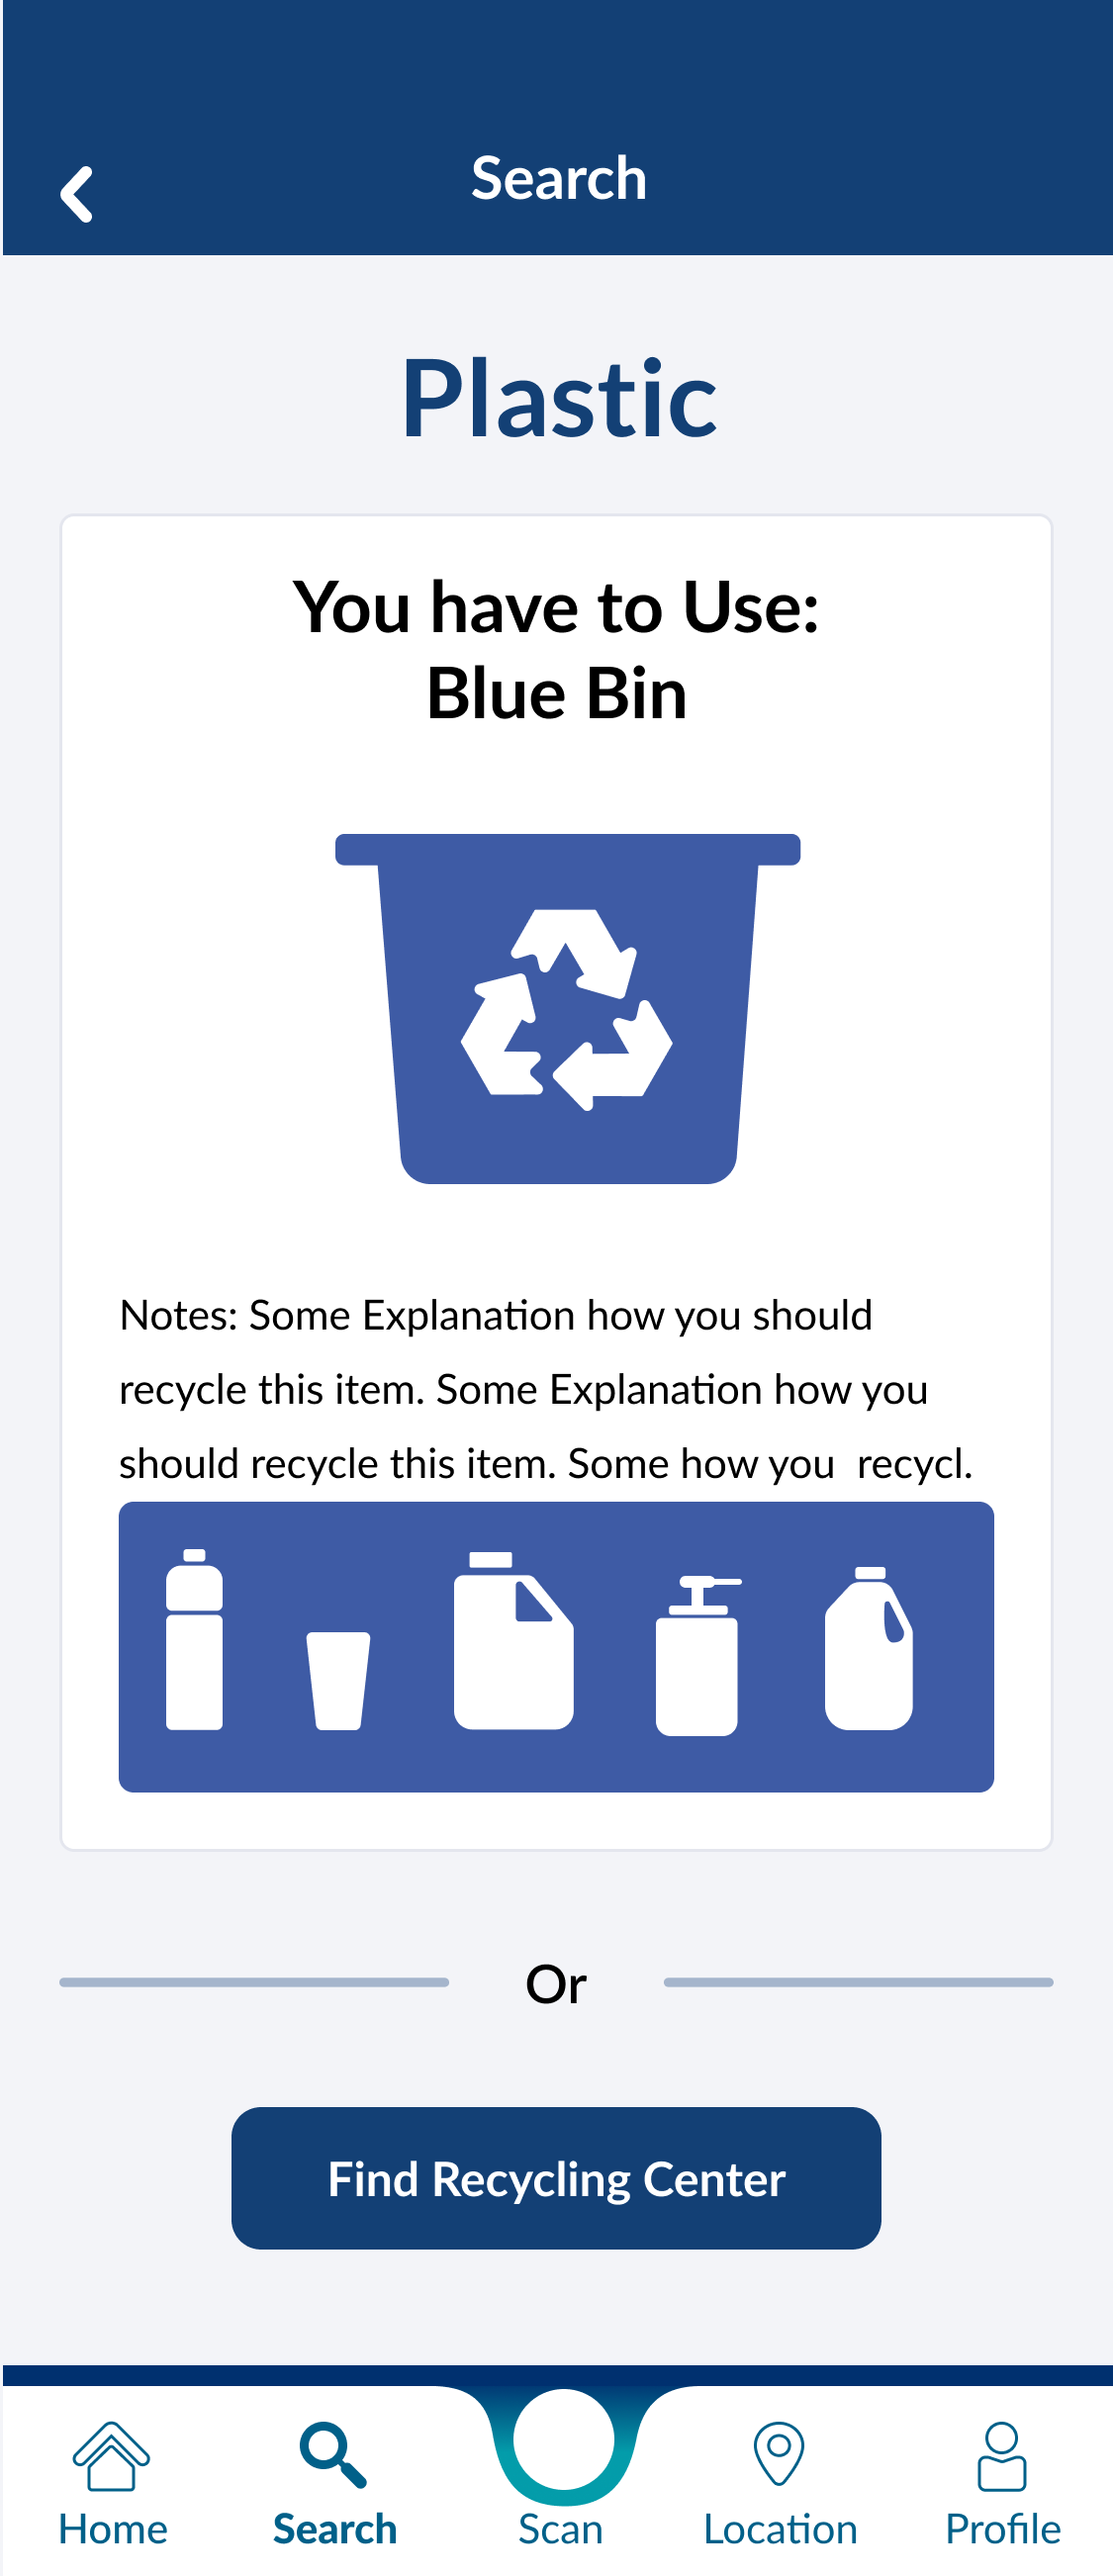 Search
Plastic
You have to Use:
Blue Bin
Notes: Some Explanation how you should
recycle this item. Some Explanation how you
should recycle this item. Some how you  recycl.
Or
Find Recycling Center
Home
Search
Scan
Location
Profile